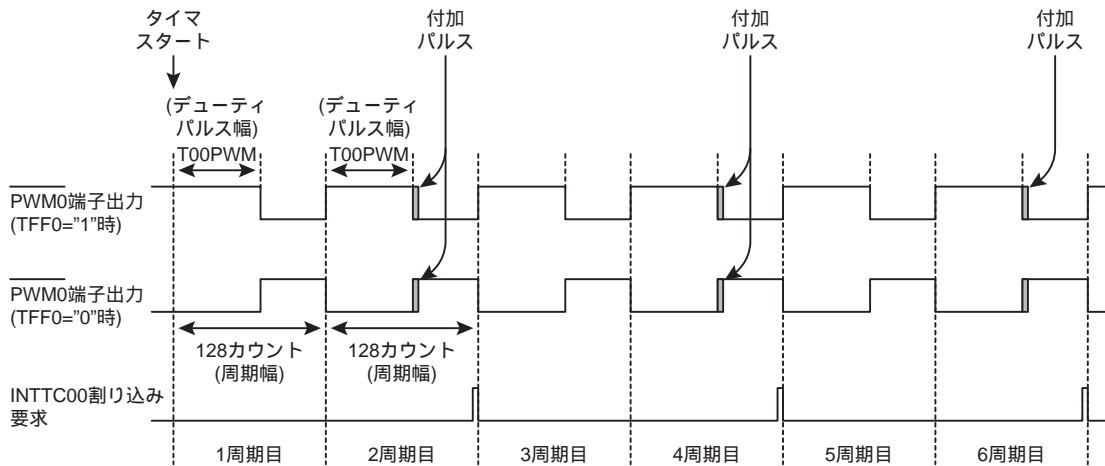 タイマ
スタート
付加
パルス
付加
パルス
付加
パルス
(デューティ
パルス幅)
T00PWM
(デューティ
パルス幅)
T00PWM
PWM0端子出力
(TFF0=”1”時)
PWM0端子出力
(TFF0=”0”時)
128カウント
(周期幅)
128カウント
(周期幅)
INTTC00割り込み
要求
1周期目
2周期目
3周期目
4周期目
5周期目
6周期目